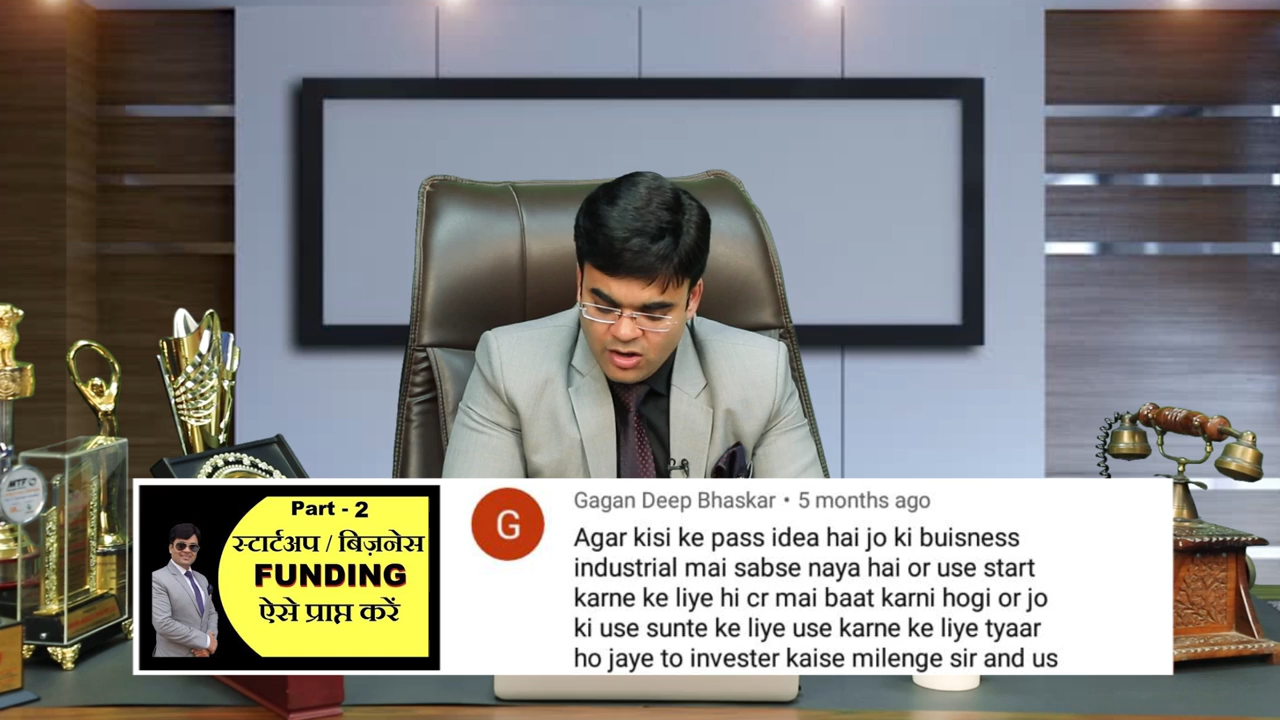 MTF
Part - 2
स्टार्टअप / बिज़नेस
FUNDING
ऐसे प्राप्त करें
G
Gagan Deep Bhaskar • 5 months ago
Agar kisi ke pass idea hai jo ki buisness
industrial mai sabse naya hai or use start
karne ke liye hi cr mai baat karni hogi or jo
ki use sunte ke liye use karne ke liye tyaar
ho jaye to invester kaise milenge sir and us